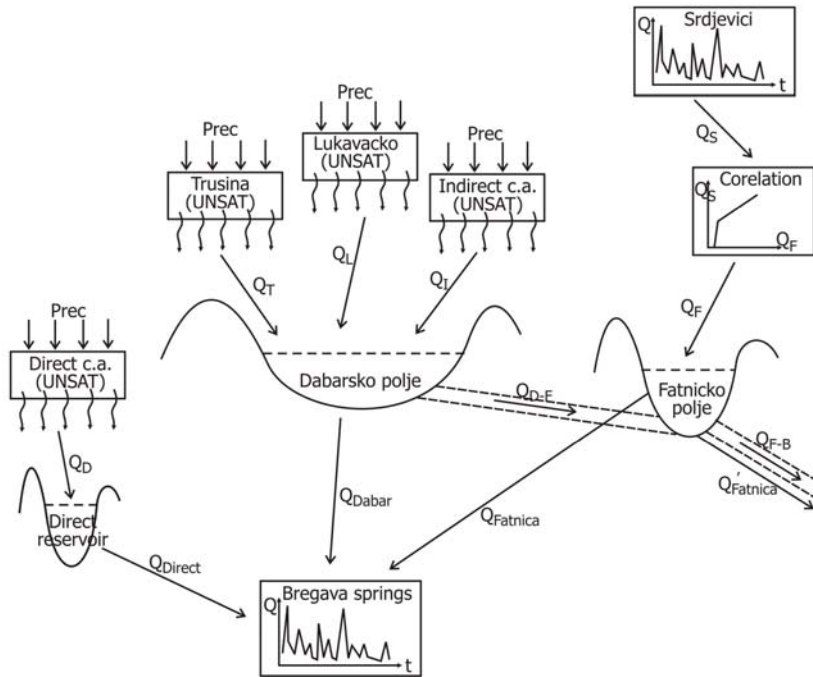 Srdjevici
Q
t
Q_S
Prec
Lukavacko
(UNSAT)
Prec
Trusina
(UNSAT)
Prec
Indirect c.a.
(UNSAT)
Corelation
Q_S
Q_F
Q_T
Q_L
Q_I
Q_F
Prec
Direct c.a.
(UNSAT)
Dabarsko polje
Fatnicko
polje
Q_D-F
Q_F-B
Q'_Fatnica
Q_D
Direct
reservoir
Q_Dabar
Q_Fatnica
Q_Direct
Bregava springs
Q
t